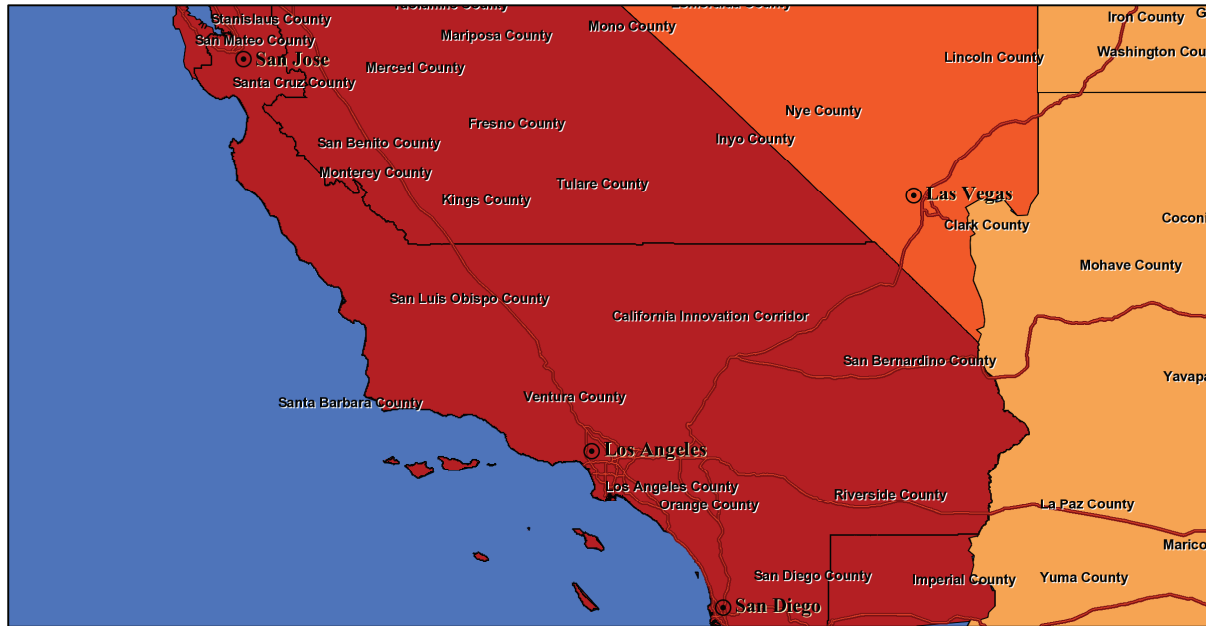 Tuolumne County
Esmeralda County
Iron County
Stanislaus County
Mono County
Mariposa County
San Mateo County
Washington Cou
San Jose
Lincoln County
Merced County
Santa Cruz County
Nye County
Fresno County
Inyo County
San Benito County
Monterey County
Tulare County
Kings County
Las Vegas
Coconi
Clark County
Mohave County
San Luis Obispo County
California Innovation Corridor
San Bernardino County
Yavapa
Ventura County
Santa Barbara County
Los Angeles
Los Angeles County
Riverside County
Orange County
La Paz County
Marico
San Diego County
Imperial County
Yuma County
San Diego